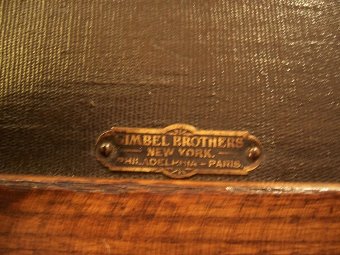 GIMBEL BROTHERS
NEW YORK.
PHILADELPHIA - PARIS.